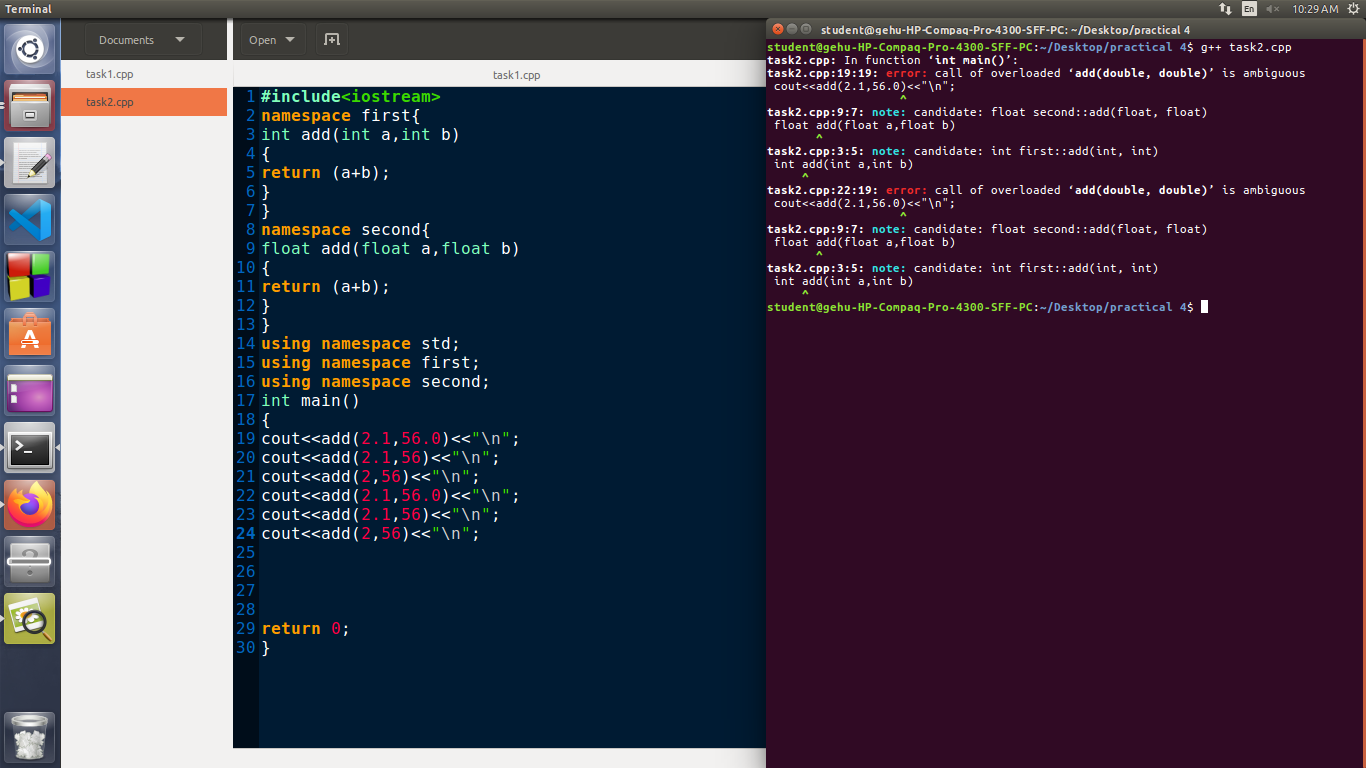 Terminal
En
10:29 AM
Documents
Open
student@gehu-HP-Compaq-Pro-4300-SFF-PC: ~/Desktop/practical 4
task1.cpp
task2.cpp
task1.cpp
1 #include<iostream>
2 namespace first{
3 int add(int a,int b)
4 {
5 return (a+b);
6 }
7 }
8 namespace second{
9 float add(float a,float b)
10 {
11 return (a+b);
12 }
13 }
14 using namespace std;
15 using namespace first;
16 using namespace second;
17 int main()
18 {
19 cout<<add(2.1,56.0)<<"\n";
20 cout<<add(2.1,56)<<"\n";
21 cout<<add(2,56)<<"\n";
22 cout<<add(2.1,56.0)<<"\n";
23 cout<<add(2.1,56)<<"\n";
24 cout<<add(2,56)<<"\n";
25
26
27
28
29 return 0;
30 }
student@gehu-HP-Compaq-Pro-4300-SFF-PC:~/Desktop/practical 4$ g++ task2.cpp
task2.cpp: In function ‘int main()’:
task2.cpp:19:19: error: call of overloaded ‘add(double, double)’ is ambiguous
 cout<<add(2.1,56.0)<<"\n";
                   ^
task2.cpp:9:7: note: candidate: float second::add(float, float)
 float add(float a,float b)
       ^
task2.cpp:3:5: note: candidate: int first::add(int, int)
 int add(int a,int b)
     ^
task2.cpp:22:19: error: call of overloaded ‘add(double, double)’ is ambiguous
 cout<<add(2.1,56.0)<<"\n";
                   ^
task2.cpp:9:7: note: candidate: float second::add(float, float)
 float add(float a,float b)
       ^
task2.cpp:3:5: note: candidate: int first::add(int, int)
 int add(int a,int b)
     ^
student@gehu-HP-Compaq-Pro-4300-SFF-PC:~/Desktop/practical 4$